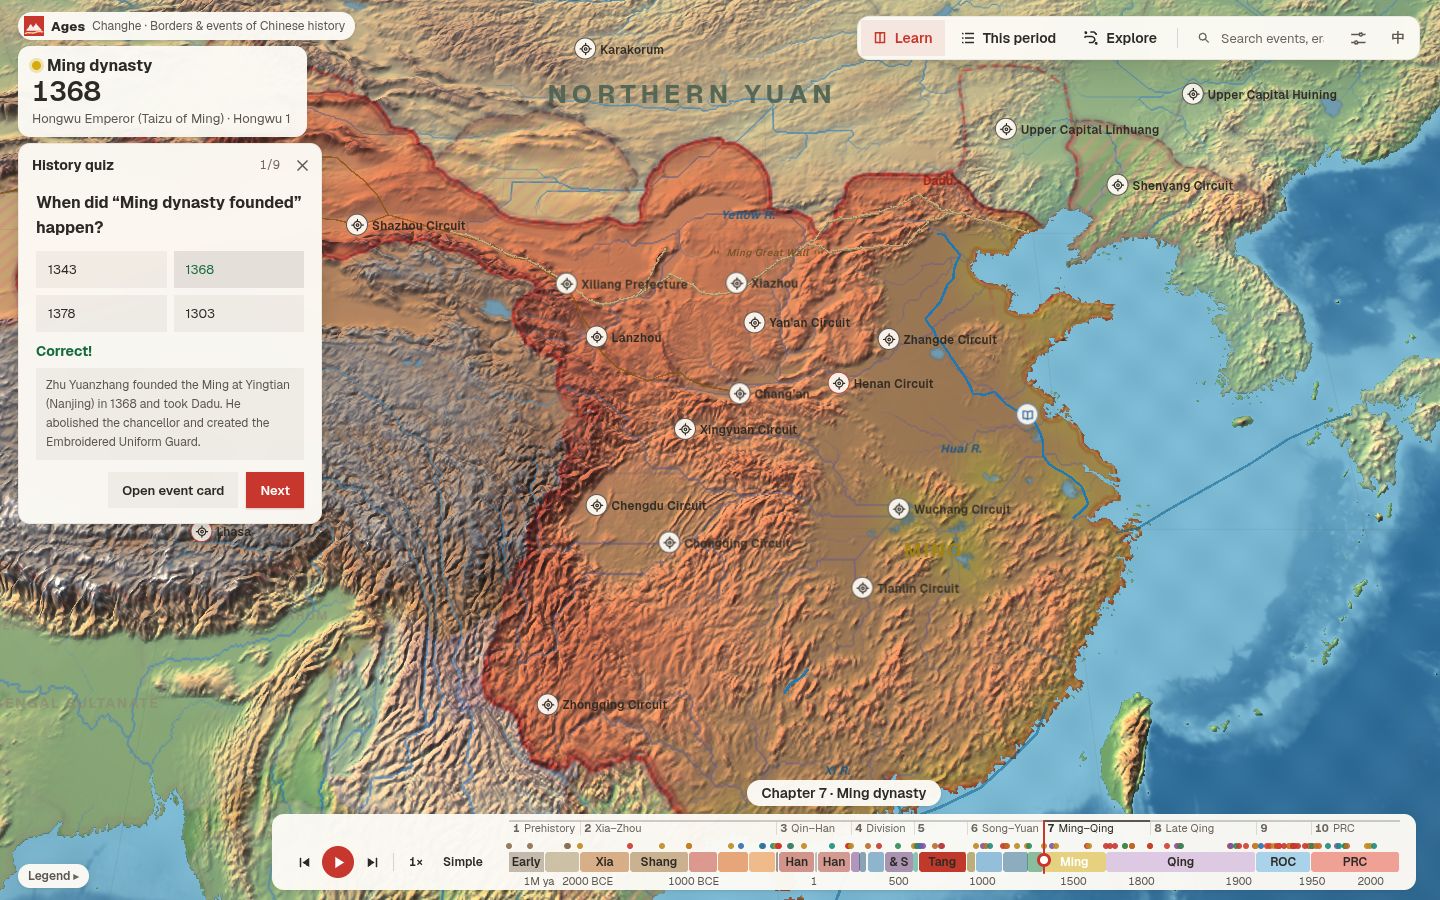 Ages Changhe · Borders & events of Chinese history
Ming dynasty
1368
Hongwu Emperor (Taizu of Ming) · Hongwu 1
Learn
This period
Explore
Search events, er
中
History quiz
1/9
When did “Ming dynasty founded”
happen?
1343
1368
1378
1303
Correct!
Zhu Yuanzhang founded the Ming at Yingtian
(Nanjing) in 1368 and took Dadu. He
abolished the chancellor and created the
Embroidered Uniform Guard.
Open event card
Next
Karakorum
NORTHERN YUAN
Upper Capital Huining
Upper Capital Linhuang
Dadu
Shenyang Circuit
Yellow R.
Shazhou Circuit
Ming Great Wall
Xiliang Prefecture
Xiazhou
Yan'an Circuit
Lanzhou
Zhangde Circuit
Henan Circuit
Chang'an
Xingyuan Circuit
Huai R.
Chengdu Circuit
Wuchang Circuit
Lhasa
Chongqing Circuit
MING
Tianlin Circuit
BENGAL SULTANATE
Zhongqing Circuit
Xi R.
Chapter 7 · Ming dynasty
1 Prehistory
2 Xia–Zhou
3 Qin–Han
4 Division
5
6 Song–Yuan
7 Ming–Qing
8 Late Qing
9
10 PRC
1×
Simple
Early
Xia
Shang
Han
Han
& S
Tang
Ming
Qing
ROC
PRC
1M ya
2000 BCE
1000 BCE
1
500
1000
1500
1800
1900
1950
2000
Legend ▸